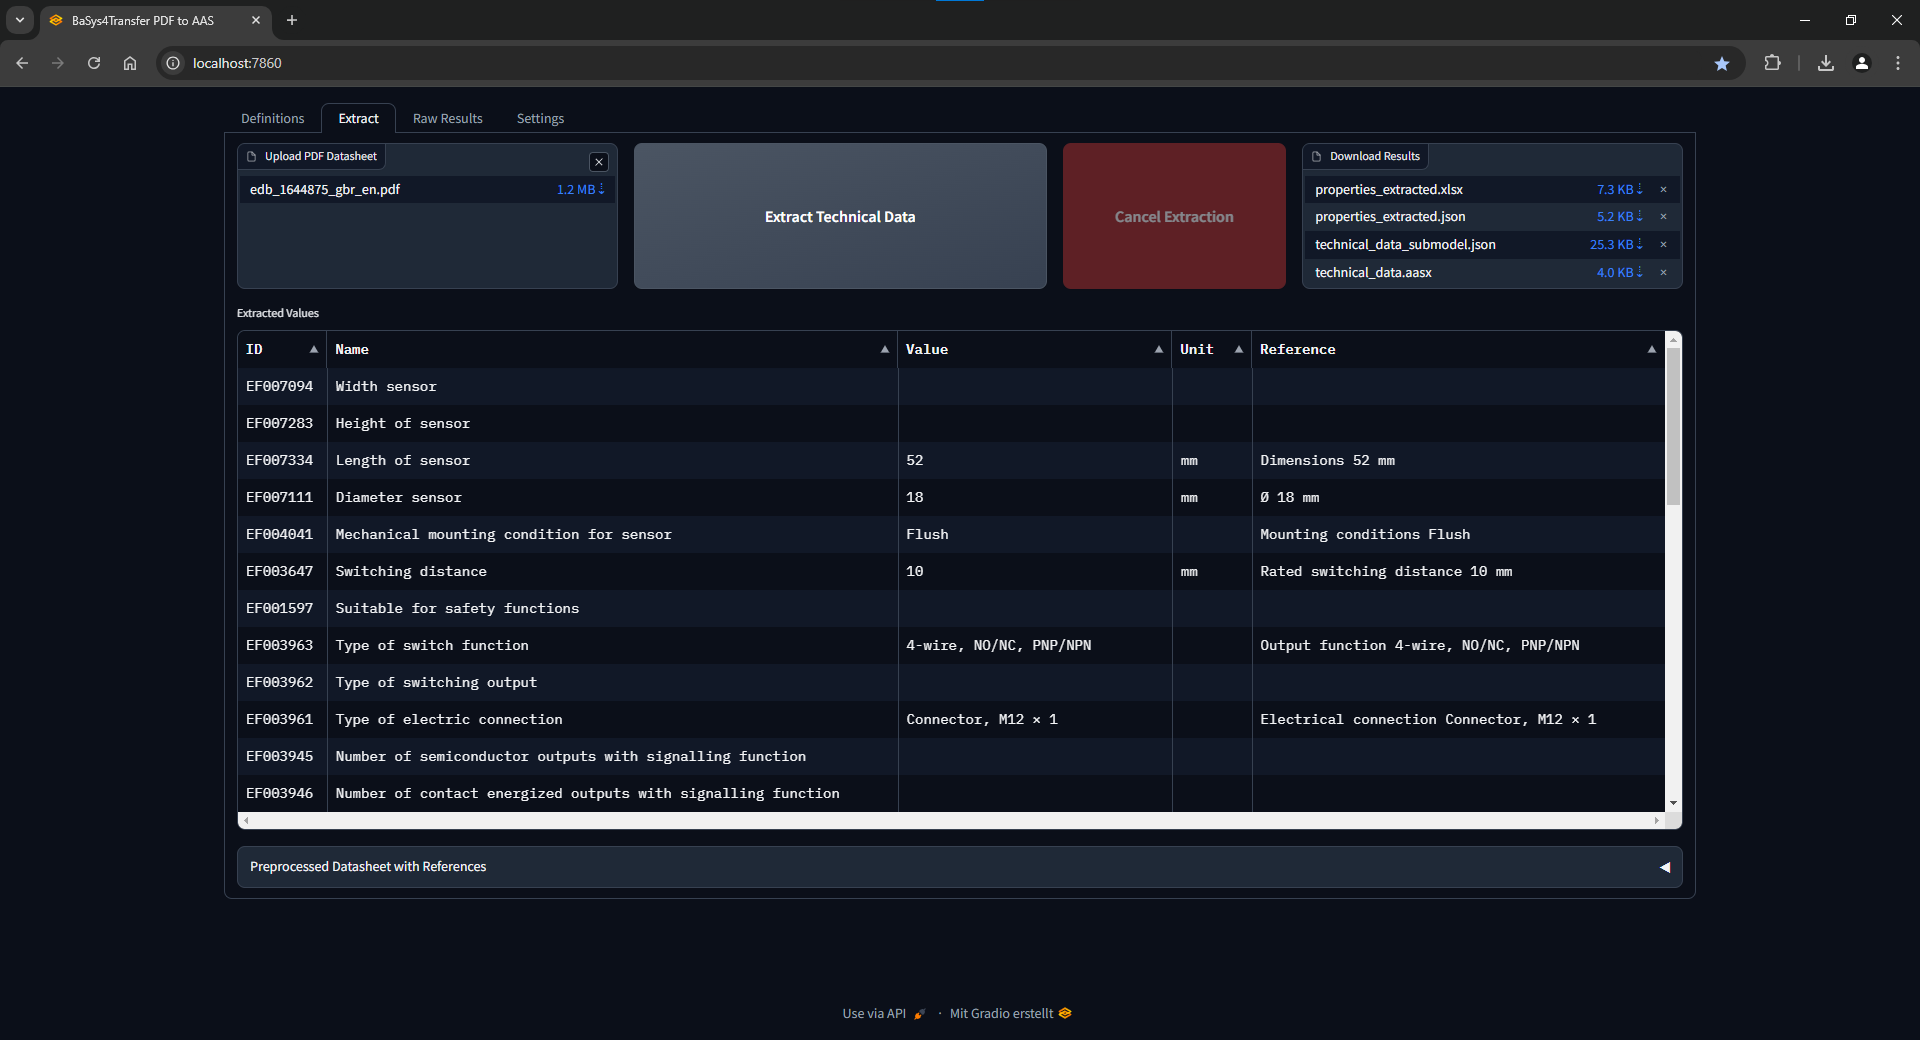 BaSys4Transfer PDF to AAS
localhost:7860
Definitions
Extract
Raw Results
Settings
Upload PDF Datasheet
edb_1644875_gbr_en.pdf 1.2 MB
Extract Technical Data
Cancel Extraction
Download Results
properties_extracted.xlsx 7.3 KB
properties_extracted.json 5.2 KB
technical_data_submodel.json 25.3 KB
technical_data.aasx 4.0 KB
Extracted Values
ID Name Value Unit Reference
EF007094 Width sensor
EF007283 Height of sensor
EF007334 Length of sensor 52 mm Dimensions 52 mm
EF007111 Diameter sensor 18 mm Ø 18 mm
EF004041 Mechanical mounting condition for sensor Flush Mounting conditions Flush
EF003647 Switching distance 10 mm Rated switching distance 10 mm
EF001597 Suitable for safety functions
EF003963 Type of switch function 4-wire, NO/NC, PNP/NPN Output function 4-wire, NO/NC, PNP/NPN
EF003962 Type of switching output
EF003961 Type of electric connection Connector, M12 × 1 Electrical connection Connector, M12 × 1
EF003945 Number of semiconductor outputs with signalling function
EF003946 Number of contact energized outputs with signalling function
Preprocessed Datasheet with References
Use via API · Mit Gradio erstellt